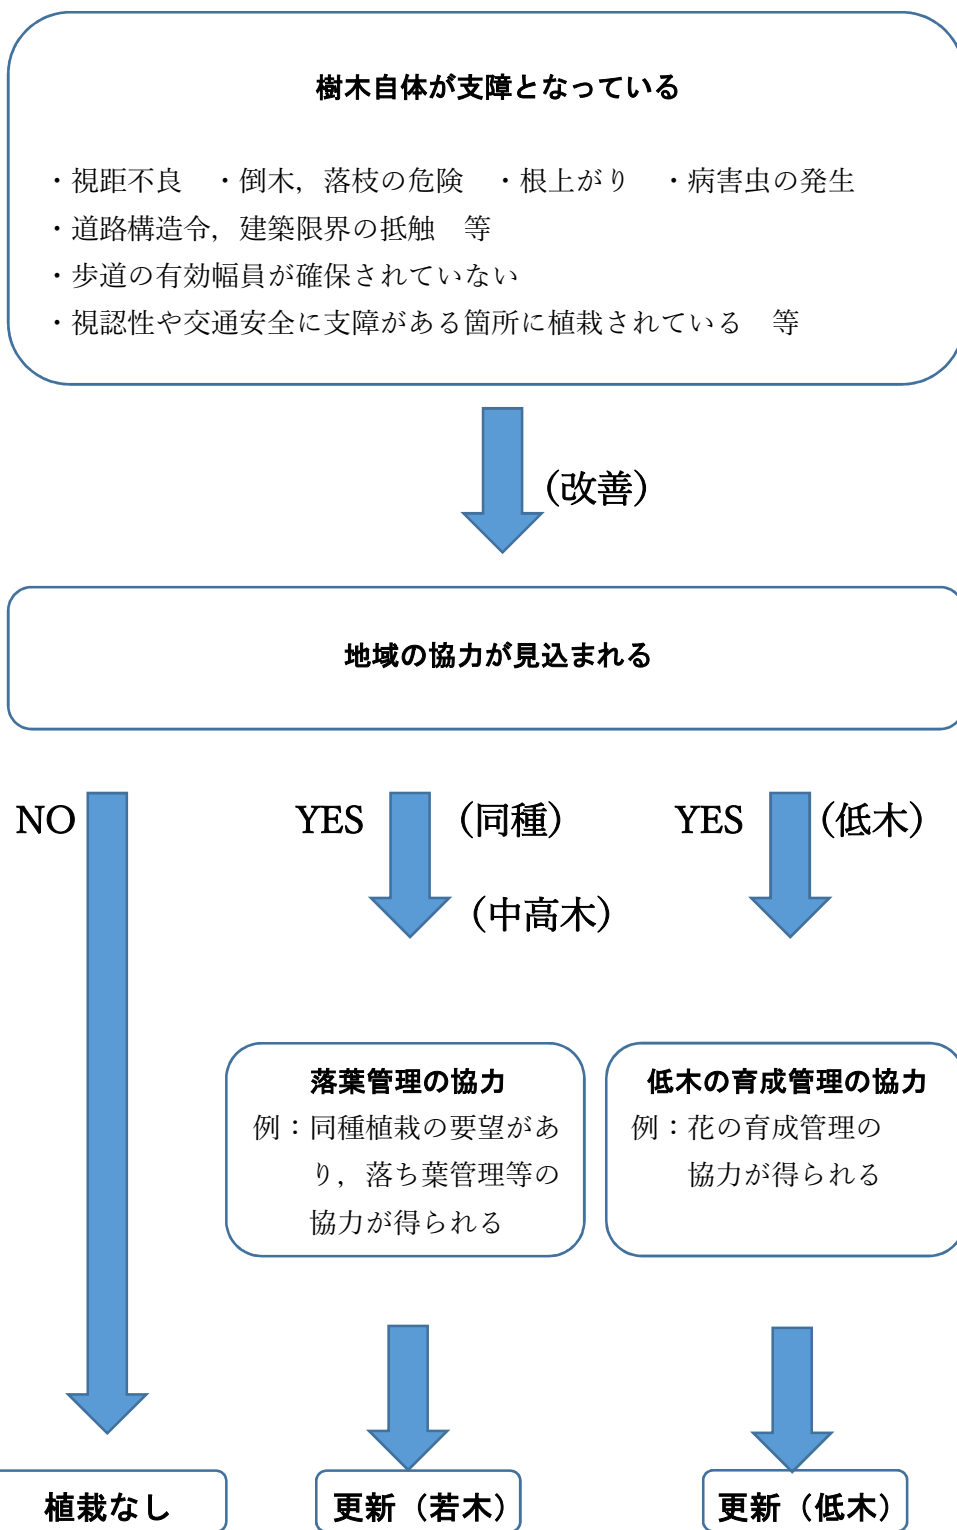 樹木自体が支障となっている
・視距不良　・倒木，落枝の危険　・根上がり　・病害虫の発生
・道路構造令，建築限界の抵触　等
・歩道の有効幅員が確保されていない
・視認性や交通安全に支障がある箇所に植栽されている　等
（改善）
地域の協力が見込まれる
NO
YES
（同種）
（中高木）
YES
（低木）
落葉管理の協力
例：同種植栽の要望があ
り，落ち葉管理等の
協力が得られる
低木の育成管理の協力
例：花の育成管理の
協力が得られる
植栽なし
更新（若木）
更新（低木）